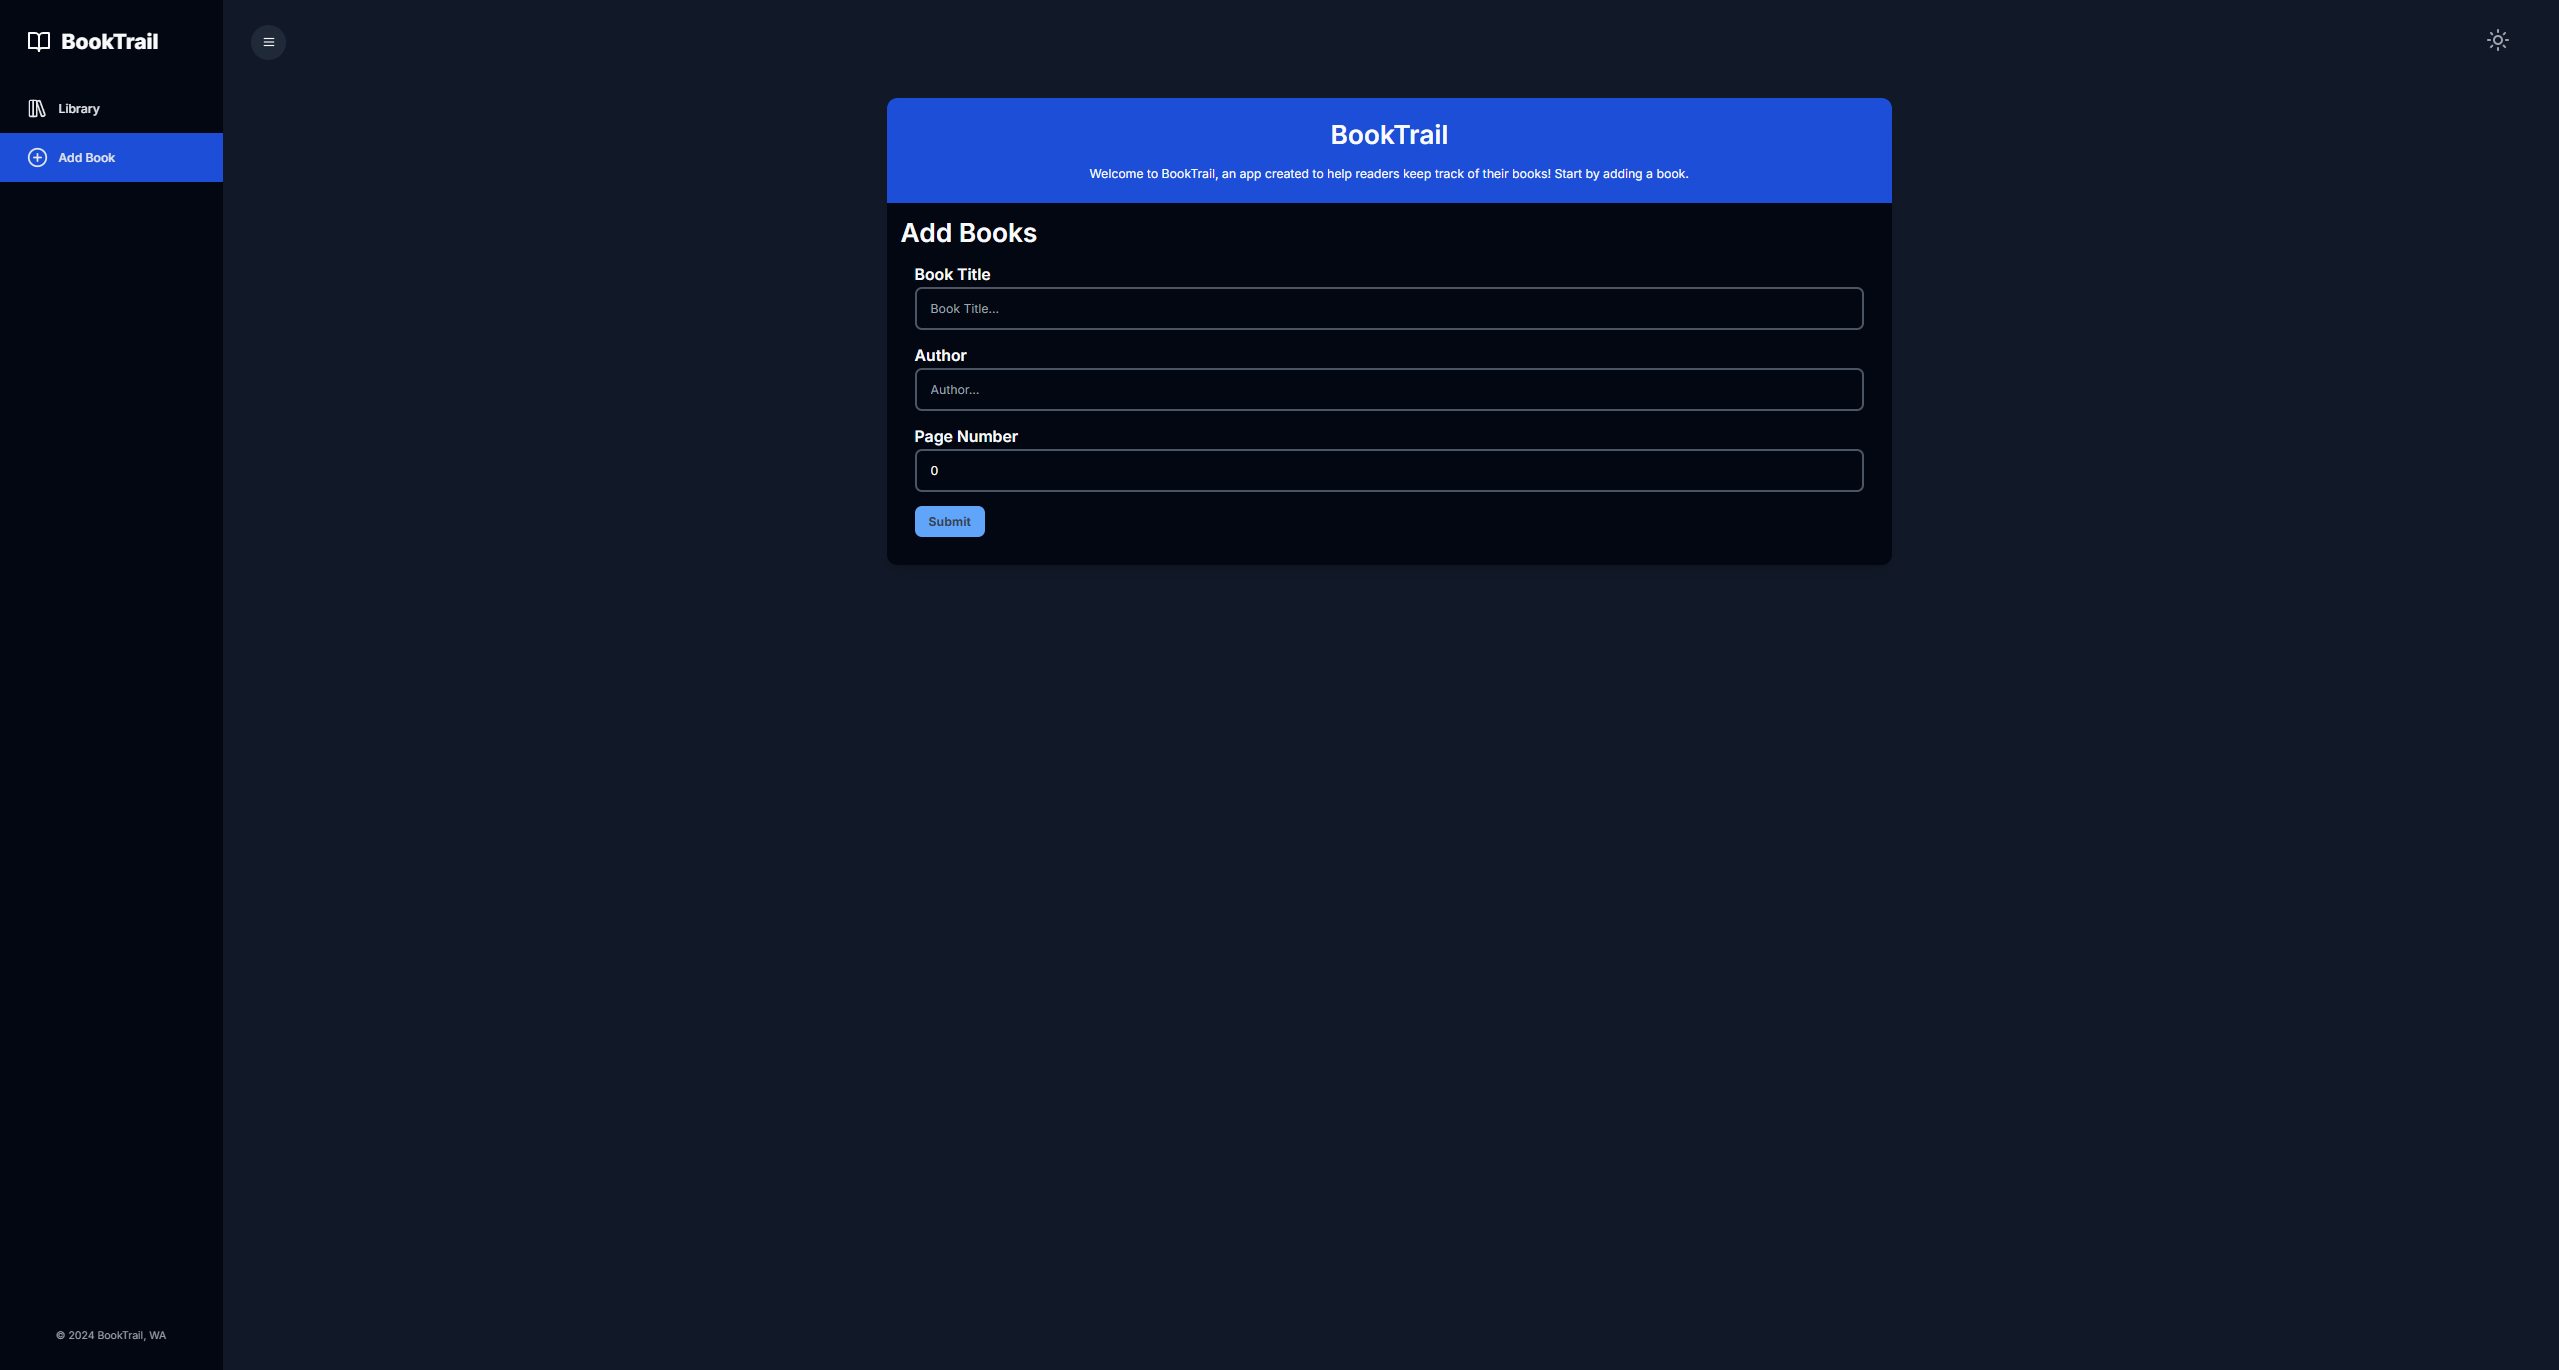 BookTrail
Library
Add Book
BookTrail
Welcome to BookTrail, an app created to help readers keep track of their books! Start by adding a book.
Add Books
Book Title
Book Title...
Author
Author...
Page Number
0
Submit
© 2024 BookTrail, WA